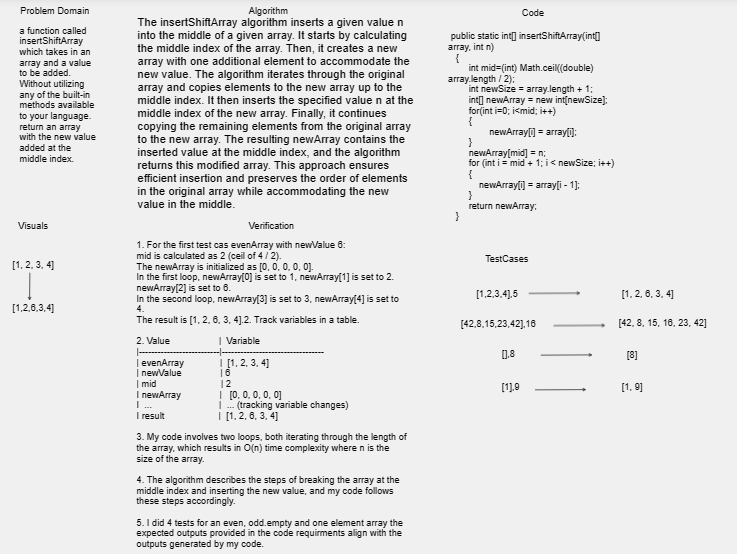 Problem Domain
a function called
insertShiftArray
which takes in an
array and a value
to be added.
Without utilizing
any of the built-in
methods available
to your language.
return an array
with the new value
added at the
middle index.
Algorithm
The insertShiftArray algorithm inserts a given value n
into the middle of a given array. It starts by calculating
the middle index of the array. Then, it creates a new
array with one additional element to accommodate the
new value. The algorithm iterates through the original
array and copies elements to the new array up to the
middle index. It then inserts the specified value n at the
middle index of the new array. Finally, it continues
copying the remaining elements from the original array
to the new array. The resulting newArray contains the
inserted value at the middle index, and the algorithm
returns this modified array. This approach ensures
efficient insertion and preserves the order of elements
in the original array while accommodating the new
value in the middle.
Code
public static int[] insertShiftArray(int[]
array, int n)
{
int mid=(int) Math.ceil((double)
array.length / 2);
int newSize = array.length + 1;
int[] newArray = new int[newSize];
for(int i=0; i<mid; i++)
{
newArray[i] = array[i];
}
newArray[mid] = n;
for (int i = mid + 1; i < newSize; i++)
{
newArray[i] = array[i - 1];
}
return newArray;
}
Visuals
[1, 2, 3, 4]
[1,2,6,3,4]
Verification
1. For the first test cas evenArray with newValue 6:
mid is calculated as 2 (ceil of 4 / 2).
The newArray is initialized as [0, 0, 0, 0, 0].
In the first loop, newArray[0] is set to 1, newArray[1] is set to 2.
newArray[2] is set to 6.
In the second loop, newArray[3] is set to 3, newArray[4] is set to
4.
The result is [1, 2, 6, 3, 4].2. Track variables in a table.
2. Value | Variable
|----------------------|---------------------------
| evenArray | [1, 2, 3, 4]
| newValue | 6
| mid | 2
| newArray | [0, 0, 0, 0, 0]
| ... | ... (tracking variable changes)
| result | [1, 2, 6, 3, 4]
3. My code involves two loops, both iterating through the length of
the array, which results in O(n) time complexity where n is the
size of the array.
4. The algorithm describes the steps of breaking the array at the
middle index and inserting the new value, and my code follows
these steps accordingly.
5. I did 4 tests for an even, odd.empty and one element array the
expected outputs provided in the code requirments align with the
outputs generated by my code.
TestCases
[1,2,3,4],5 [1, 2, 6, 3, 4]
[42,8,15,23,42],16 [42, 8, 15, 16, 23, 42]
[],8 [8]
[1],9 [1, 9]